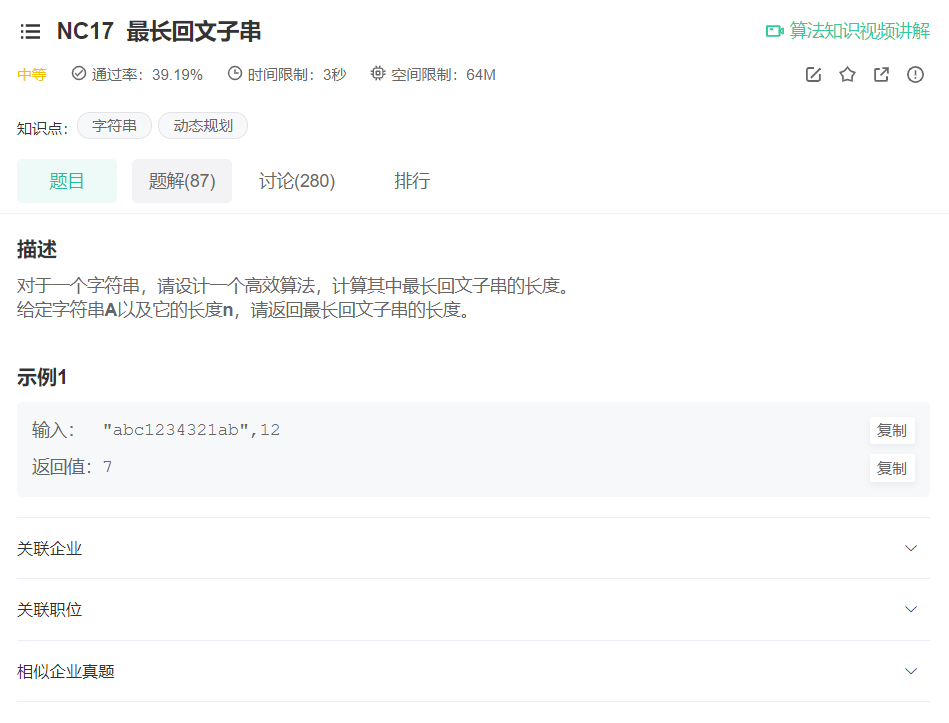 NC17 最长回文子串 算法知识视频讲解
中等 通过率：39.19% 时间限制：3秒 空间限制：64M
知识点： 字符串 动态规划
题目 题解(87) 讨论(280) 排行
描述
对于一个字符串，请设计一个高效算法，计算其中最长回文子串的长度。
给定字符串A以及它的长度n，请返回最长回文子串的长度。
示例1
输入： "abc1234321ab",12 复制
返回值：7 复制
关联企业
关联职位
相似企业真题